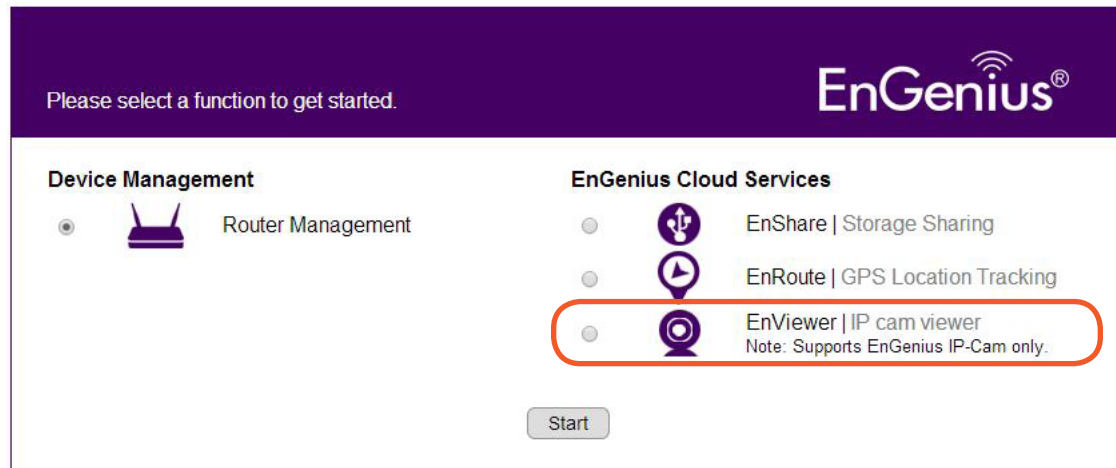 Please select a function to get started.
EnGenius®
Device Management
Router Management
EnGenius Cloud Services
EnShare | Storage Sharing
EnRoute | GPS Location Tracking
EnViewer | IP cam viewer
Note: Supports EnGenius IP-Cam only.
Start